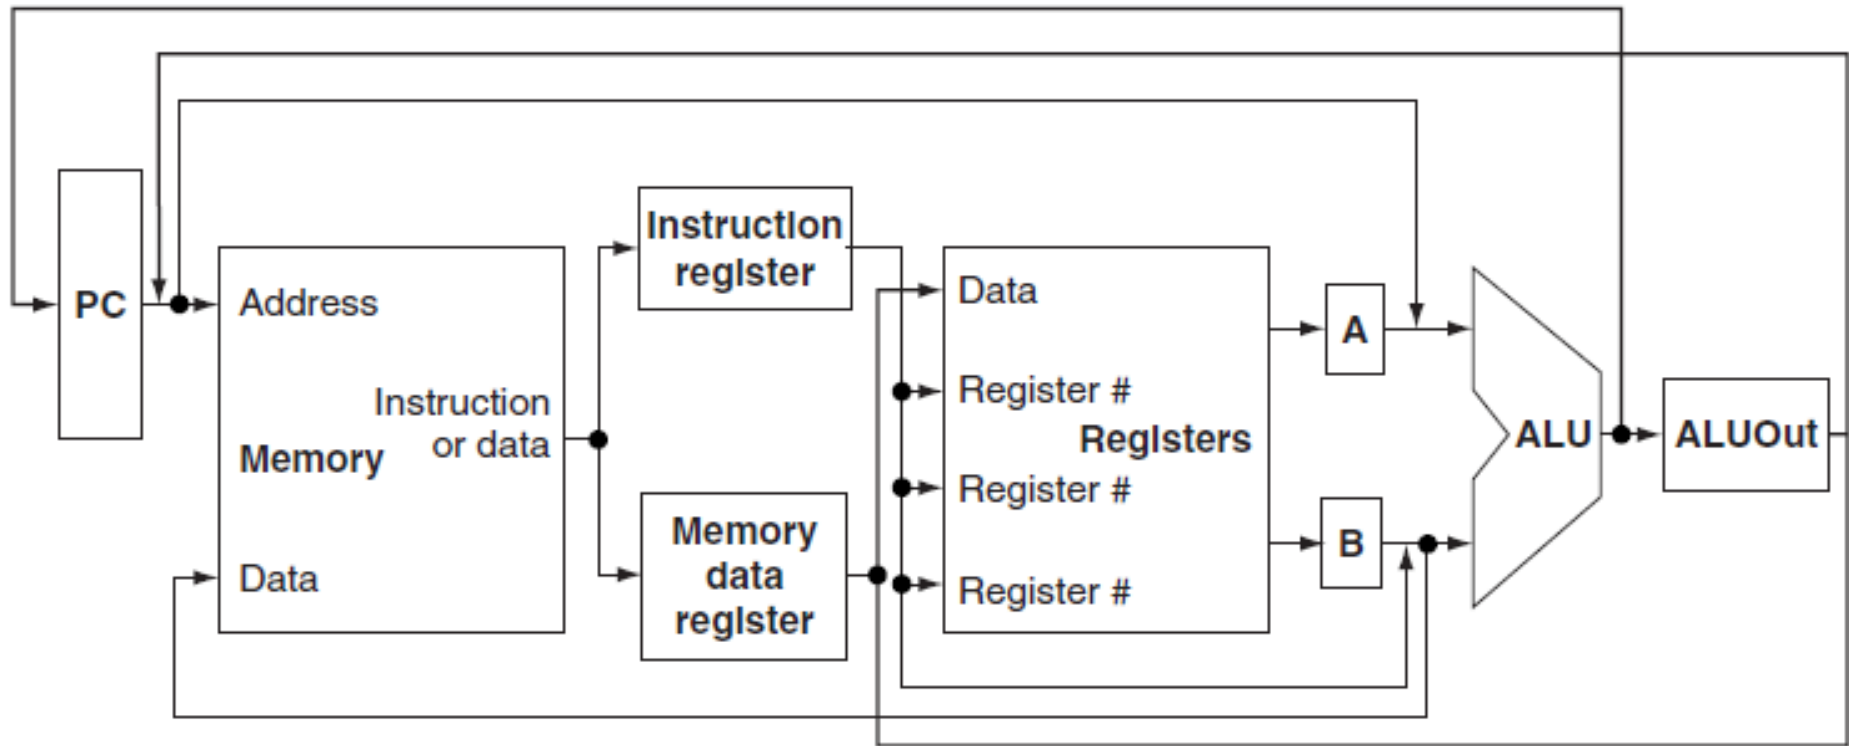 PC
Address
Instruction
or data
Memory
Data
Instruction
register
Memory
data
register
Data
Register #
Registers
Register #
Register #
A
B
ALU
ALUOut